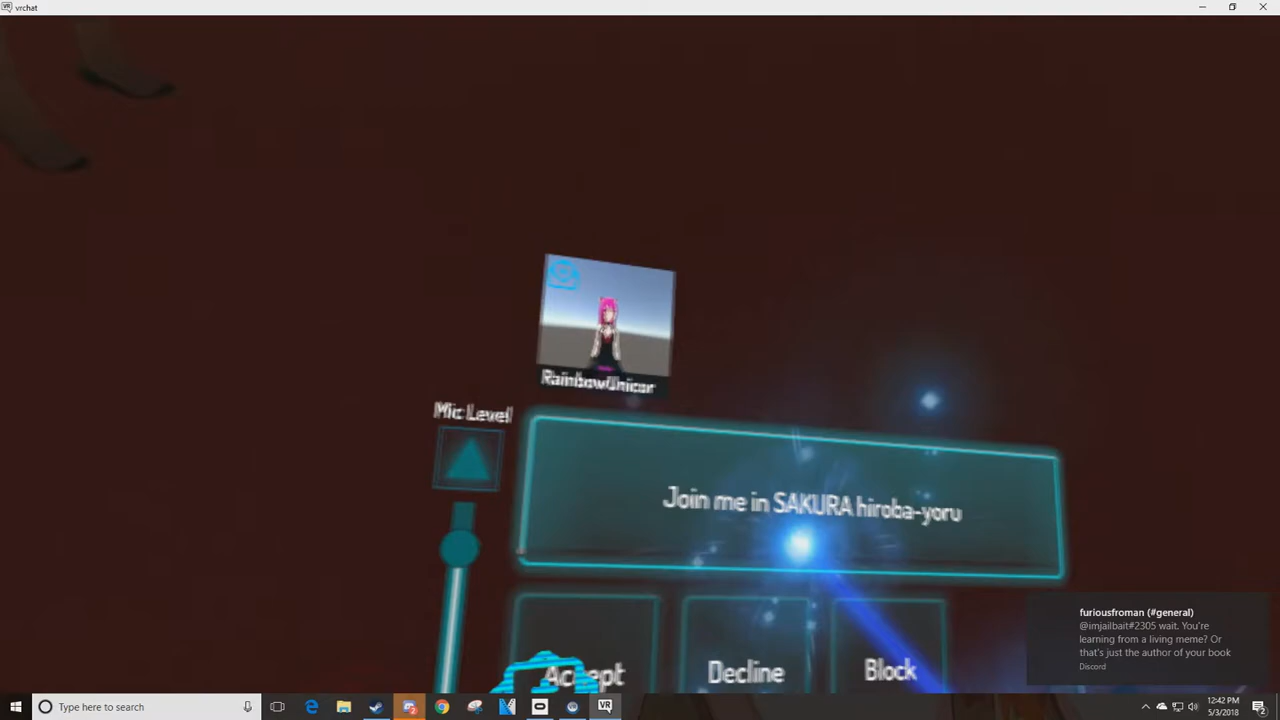 vrchat
RainbowUnicor
Mic Level
Join me in SAKURA hiroba-yoru
Accept
Decline
Block
furiousfroman (#general)
@imjailbait#2305 wait. You're
learning from a living meme? Or
that's just the author of your book
Discord
Type here to search
12:42 PM
5/3/2018
2